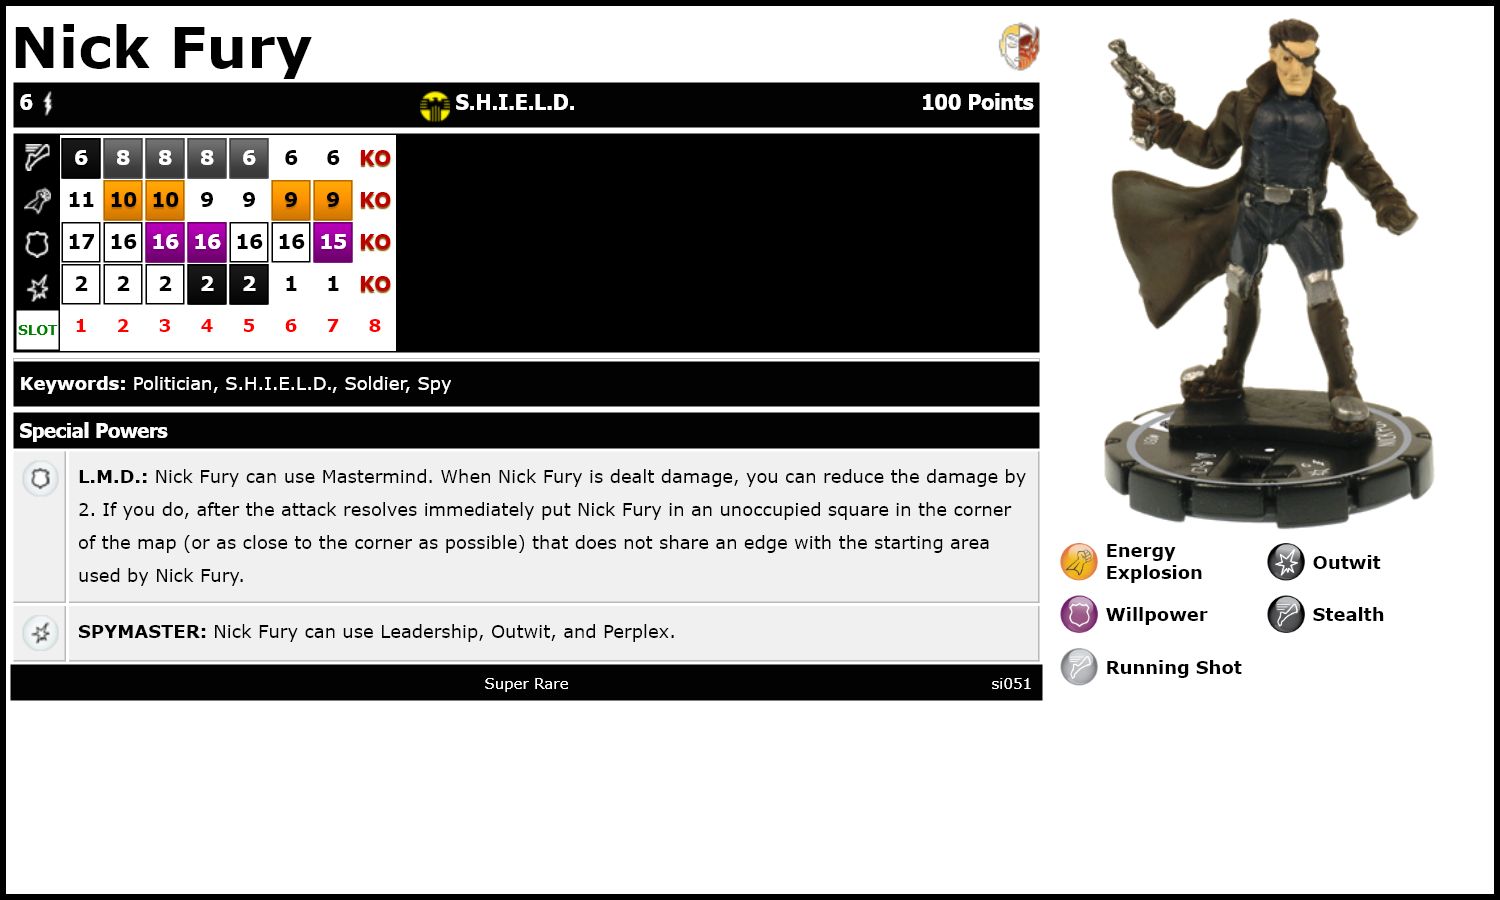 Nick Fury
6 S.H.I.E.L.D. 100 Points
6 8 8 8 6 6 6 KO
11 10 10 9 9 9 9 KO
17 16 16 16 16 16 15 KO
2 2 2 2 2 1 1 KO
SLOT 1 2 3 4 5 6 7 8
Keywords: Politician, S.H.I.E.L.D., Soldier, Spy
Special Powers
L.M.D.: Nick Fury can use Mastermind. When Nick Fury is dealt damage, you can reduce the damage by
2. If you do, after the attack resolves immediately put Nick Fury in an unoccupied square in the corner
of the map (or as close to the corner as possible) that does not share an edge with the starting area
used by Nick Fury.
SPYMASTER: Nick Fury can use Leadership, Outwit, and Perplex.
Super Rare si051
Energy
Explosion
Outwit
Willpower
Stealth
Running Shot